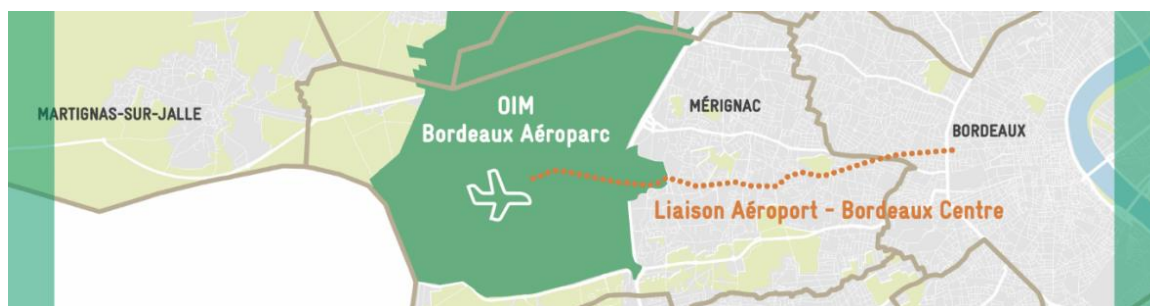 MARTIGNAS-SUR-JALLE
OIM
Bordeaux Aéroparc
MÉRIGNAC
BORDEAUX
Liaison Aéroport - Bordeaux Centre